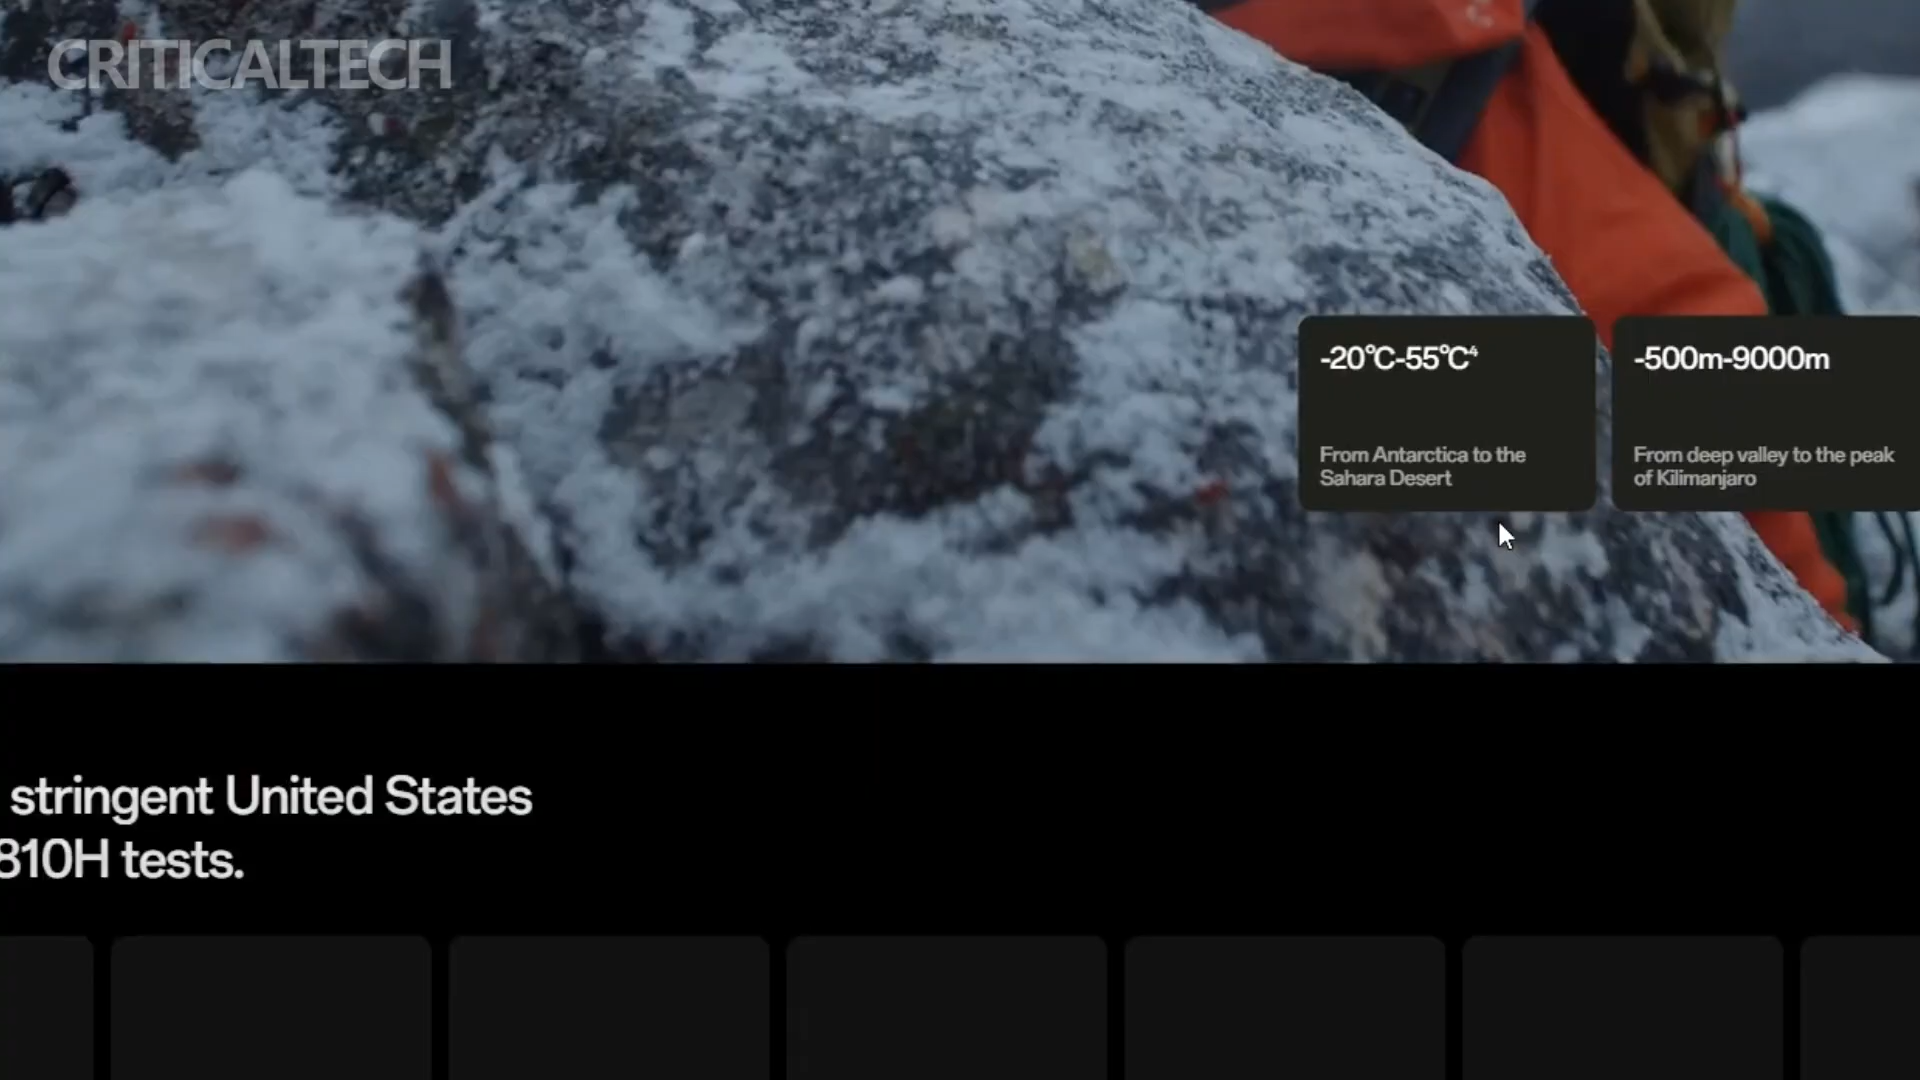 CRITICALTECH
-20℃-55℃⁴
From Antarctica to the
Sahara Desert
-500m-9000m
From deep valley to the peak
of Kilimanjaro
stringent United States
810H tests.